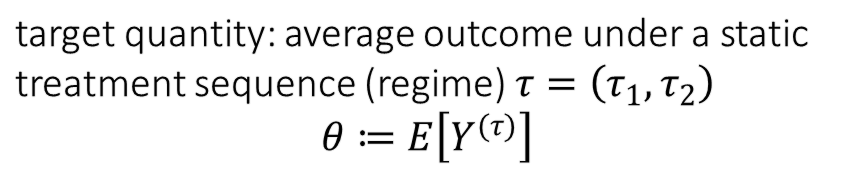 target quantity: average outcome under a static
treatment sequence (regime) τ = (τ₁, τ₂)
θ ≔ E[Y⁽τ⁾]